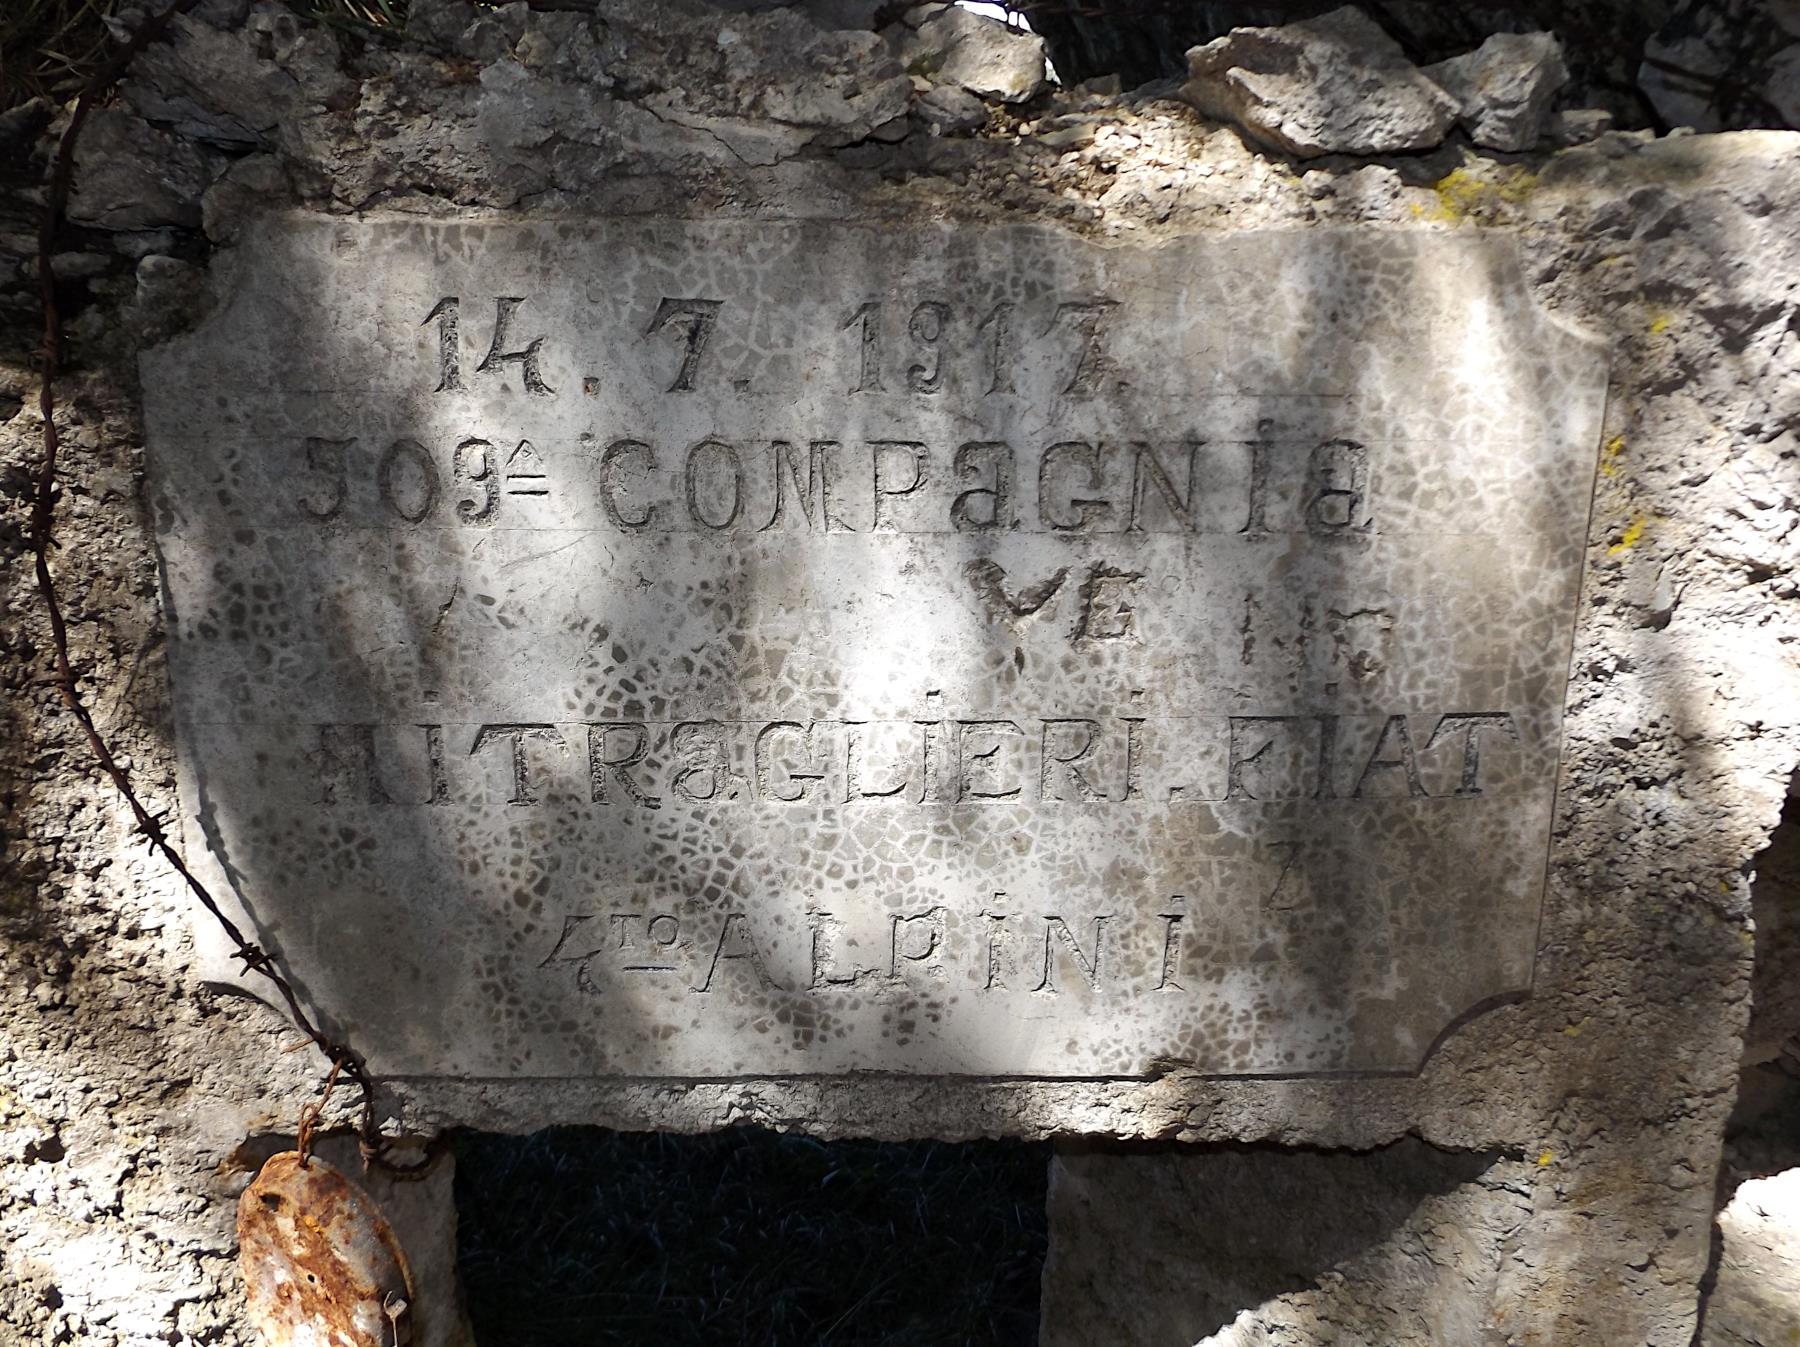 14.7.1917
509ª COMPaGNia
MiTRaGLiERi.FiAT
4TO ALPiNi